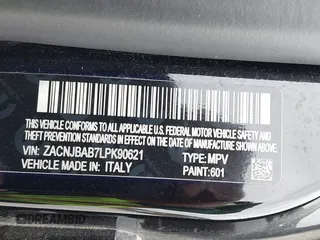 THIS VEHICLE CONFORMS TO ALL APPLICABLE U.S. FEDERAL MOTOR VEHICLE SAFETY
AND THEFT PREVENTION STANDARDS IN EFFECT ON THE DATE OF MANUFACTURE SHOWN ABOVE.
VIN: ZACNJBAB7LPK90621 TYPE: MPV
VEHICLE MADE IN: ITALY PAINT: 601
© DREAMBID